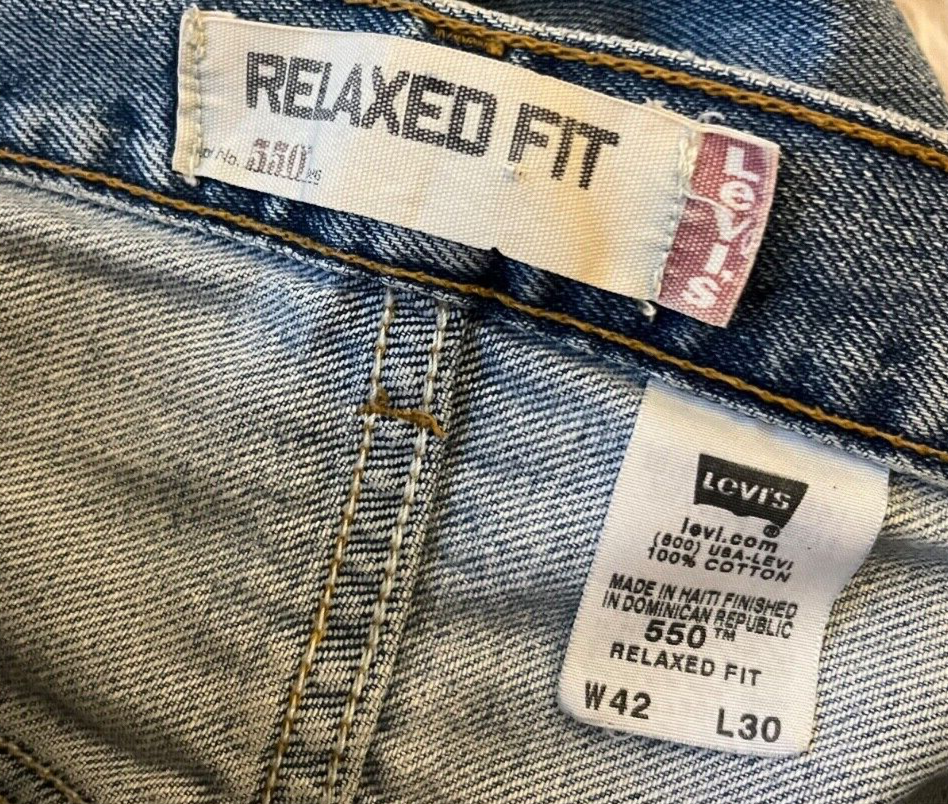 RELAXED FIT
No. 550
Levi's
LEVI'S
®
levi.com
(800) USA-LEVI
100% COTTON
MADE IN HAITI FINISHED
IN DOMINICAN REPUBLIC
550™
RELAXED FIT
W42 L30